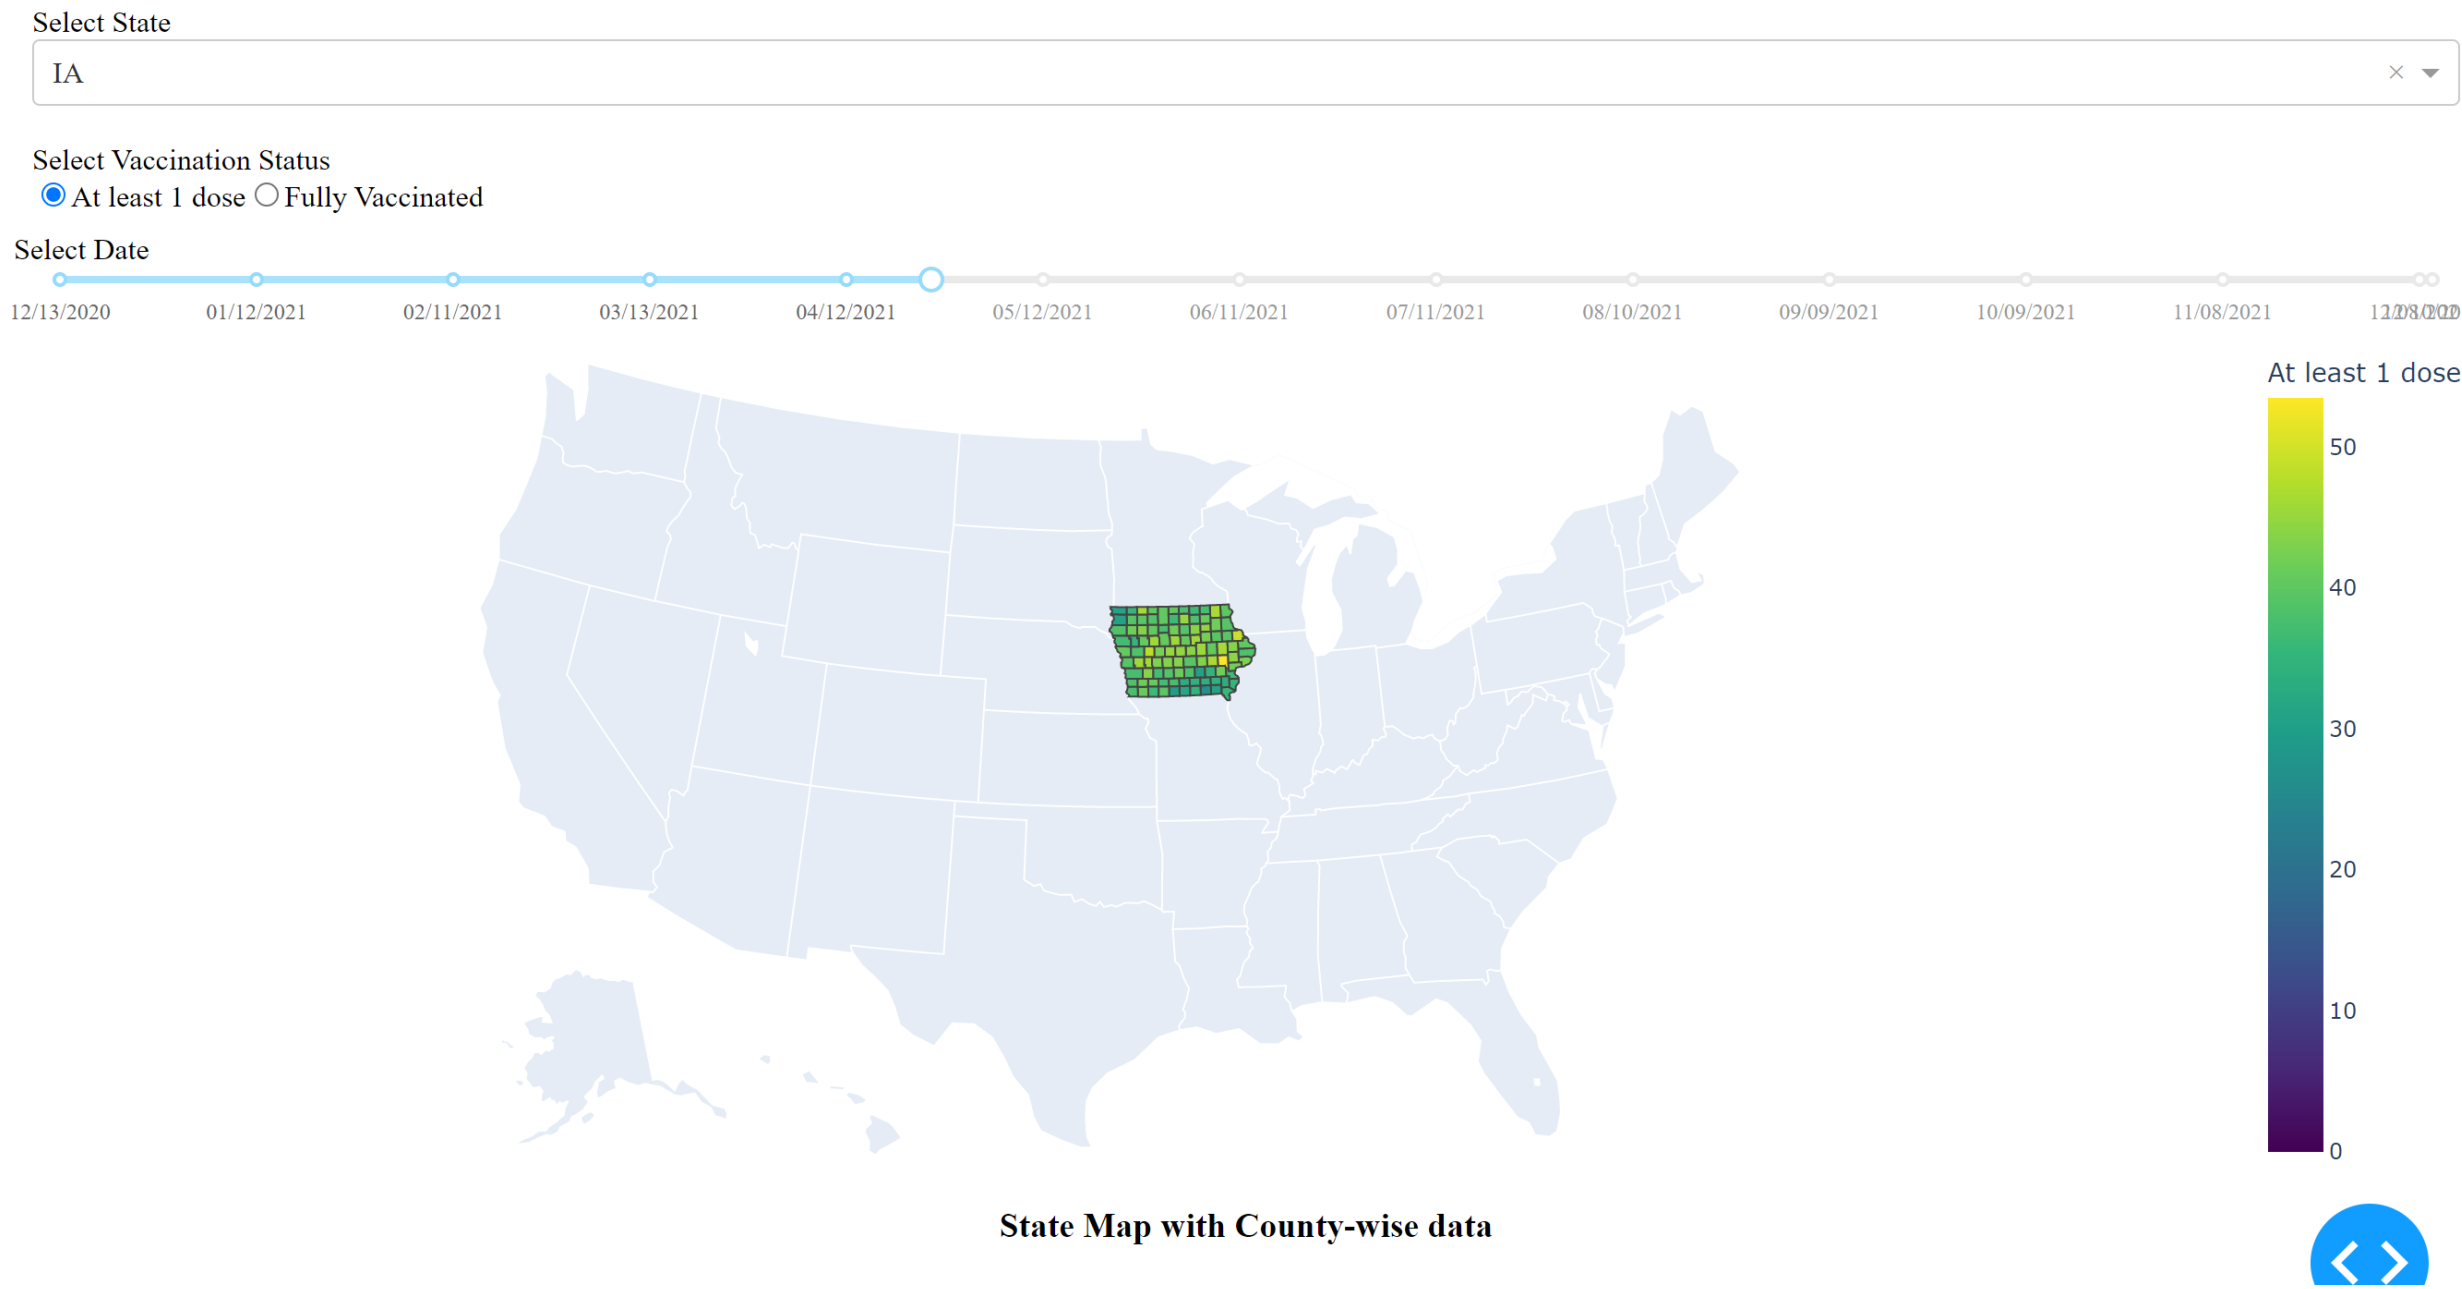 Select State
IA
Select Vaccination Status
At least 1 dose Fully Vaccinated
Select Date
12/13/2020 01/12/2021 02/11/2021 03/13/2021 04/12/2021 05/12/2021 06/11/2021 07/11/2021 08/10/2021 09/09/2021 10/09/2021 11/08/2021
At least 1 dose
50
40
30
20
10
0
State Map with County-wise data